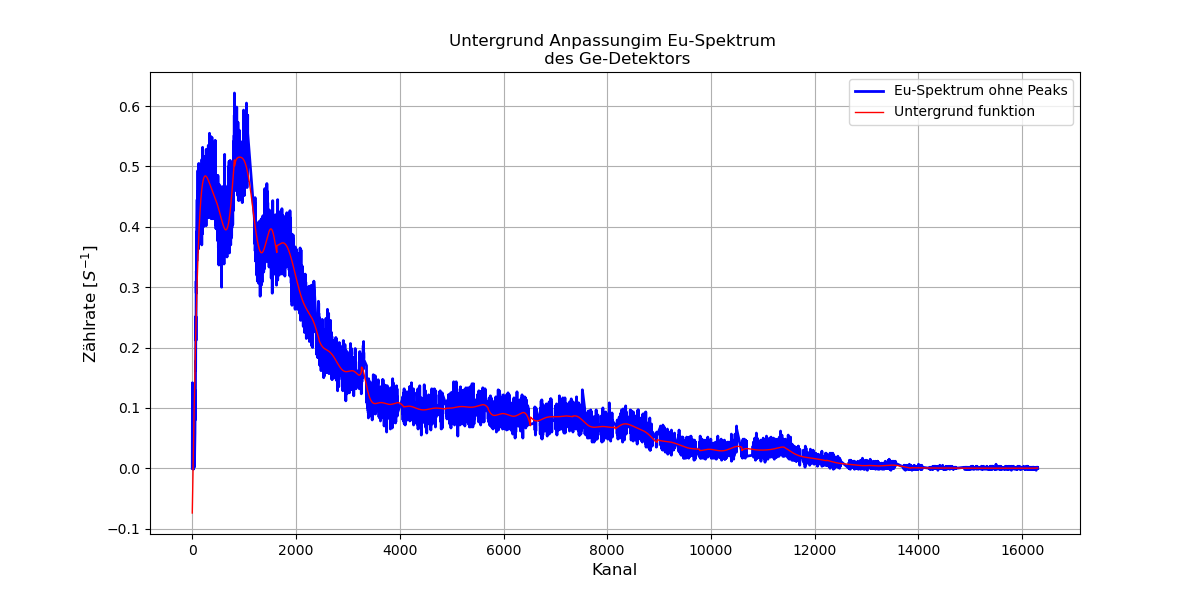 Untergrund Anpassungim Eu-Spektrum
des Ge-Detektors
Eu-Spektrum ohne Peaks
Untergrund funktion
Zählrate [$S^{-1}$]
0.6
0.5
0.4
0.3
0.2
0.1
0.0
−0.1
0 2000 4000 6000 8000 10000 12000 14000 16000
Kanal